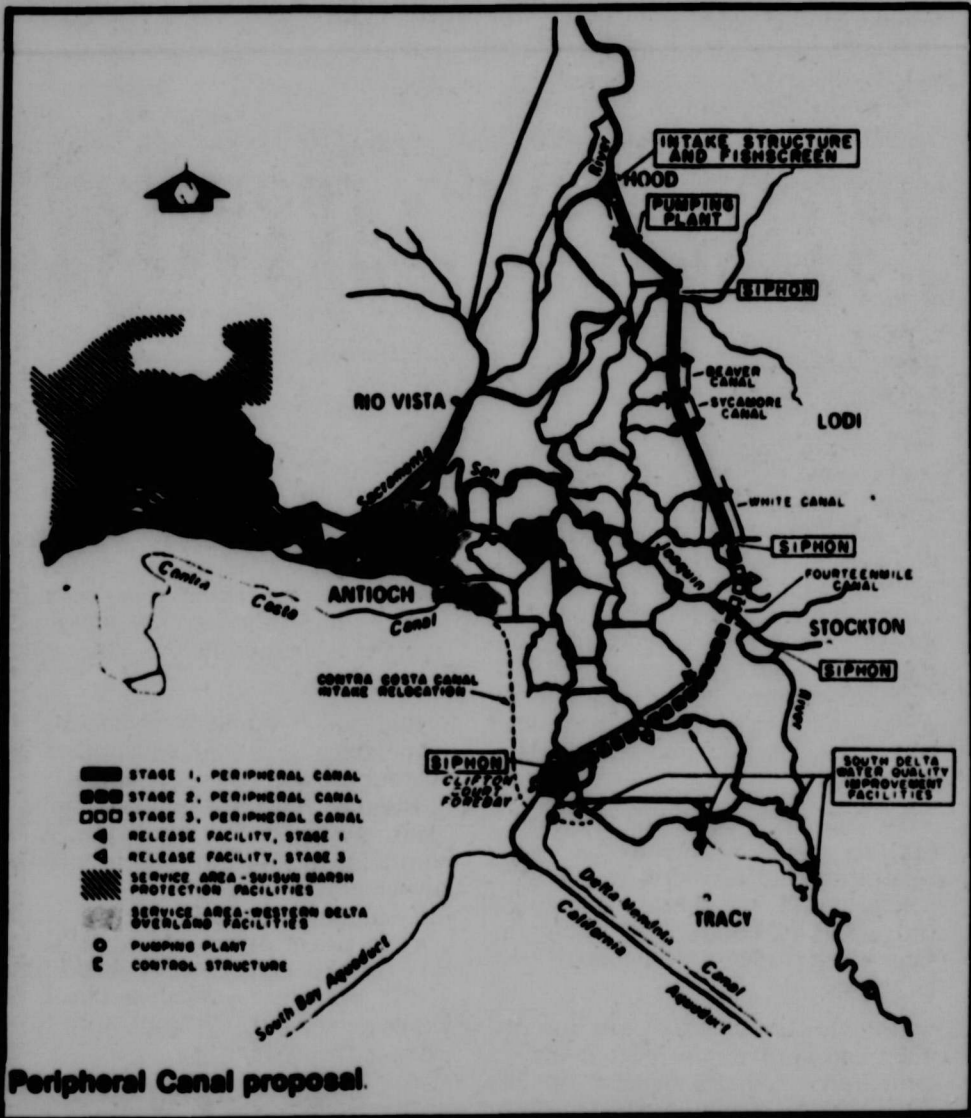 INTAKE STRUCTURE
AND FISHSCREEN
River
HOOD
PUMPING
PLANT
SIPHON
BEAVER
CANAL
SYCAMORE
CANAL
RIO VISTA
LODI
Sacramento
San
WHITE CANAL
SIPHON
Joaquin
FOURTEENMILE
CANAL
Contra
Costa
Canal
ANTIOCH
STOCKTON
SIPHON
CONTRA COSTA CANAL
INTAKE RELOCATION
River
SIPHON
CLIFTON
COURT
FOREBAY
SOUTH DELTA
WATER QUALITY
IMPROVEMENT
FACILITIES
STAGE 1, PERIPHERAL CANAL
STAGE 2, PERIPHERAL CANAL
STAGE 3, PERIPHERAL CANAL
RELEASE FACILITY, STAGE 1
RELEASE FACILITY, STAGE 3
SERVICE AREA-SUISUN MARSH
PROTECTION FACILITIES
SERVICE AREA-WESTERN DELTA
OVERLAND FACILITIES
PUMPING PLANT
CONTROL STRUCTURE
Delta Mendota
Canal
TRACY
California
Aqueduct
South Bay Aqueduct
Peripheral Canal proposal.